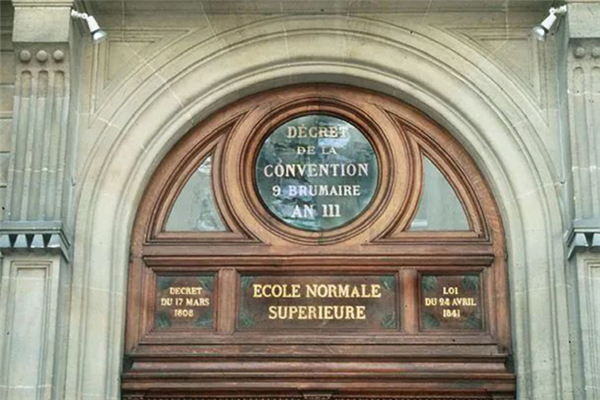 DÉCRET
DE LA
CONVENTION
9 BRUMAIRE
AN 111
DECRET
DU 17 MARS
1808
ECOLE NORMALE
SUPERIEURE
LOI
DU 24 AVRIL
1841